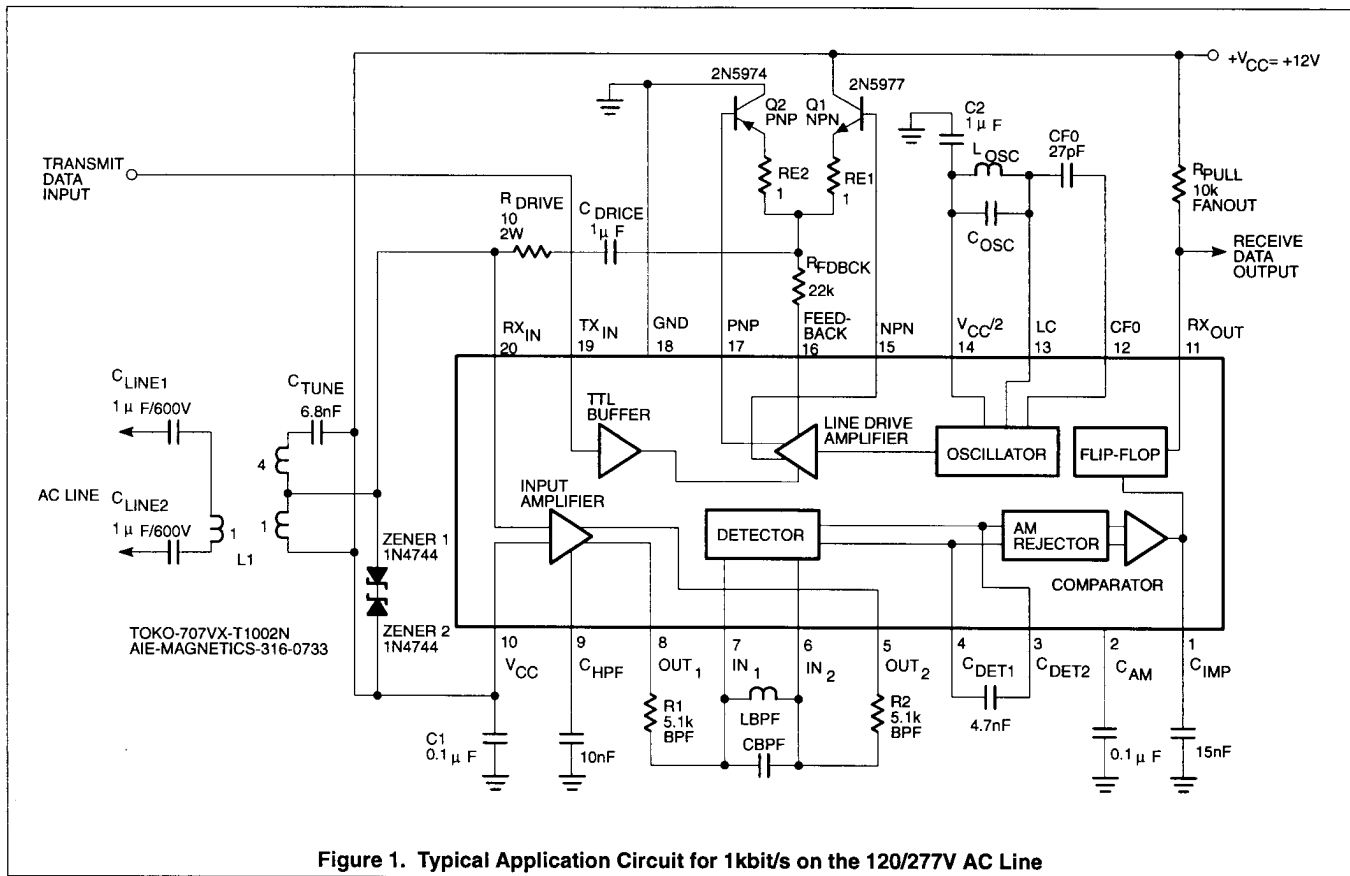 +VCC= +12V
2N5974
2N5977
Q2
PNP
Q1
NPN
C2
1 µ F
LOSC
CF0
27pF
TRANSMIT
DATA
INPUT
RE2
1
RE1
1
RPULL
10k
FANOUT
R DRIVE
10
2W
C DRICE
1 µ F
COSC
RECEIVE
DATA
OUTPUT
RFDBCK
22k
RXIN
20
TXIN
19
GND
18
PNP
17
FEED-
BACK
16
NPN
15
VCC/2
14
LC
13
CF0
12
RXOUT
11
CLINE1
1 µ F/600V
CTUNE
6.8nF
TTL
BUFFER
LINE DRIVE
AMPLIFIER
OSCILLATOR
FLIP-FLOP
4
AC LINE
CLINE2
1 µ F/600V
1
1
L1
INPUT
AMPLIFIER
DETECTOR
AM
REJECTOR
COMPARATOR
ZENER 1
1N4744
ZENER 2
1N4744
TOKO-707VX-T1002N
AIE-MAGNETICS-316-0733
10
VCC
9
CHPF
8
OUT1
7
IN1
6
IN2
5
OUT2
4
CDET1
3
CDET2
2
CAM
1
CIMP
R1
5.1k
BPF
LBPF
CBPF
R2
5.1k
BPF
4.7nF
C1
0.1 µ F
10nF
0.1 µ F
15nF
Figure 1. Typical Application Circuit for 1kbit/s on the 120/277V AC Line